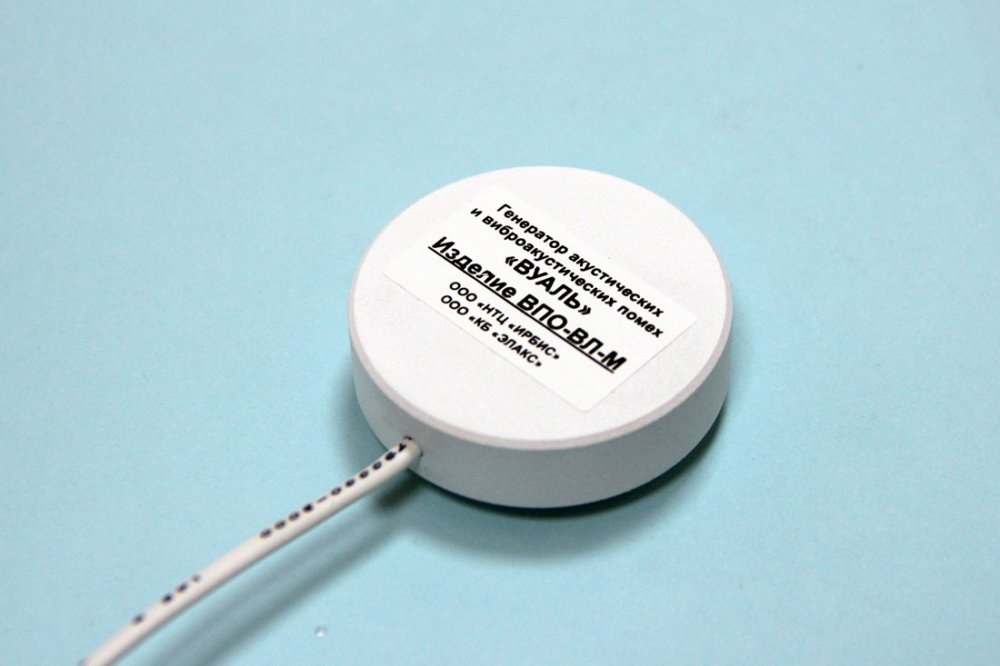 Генератор акустических
и виброакустических помех
«ВУАЛЬ»
Изделие ВПО-ВЛ-М
ООО «НТЦ «ИРБИС»
ООО «КБ «ЭЛАКС»